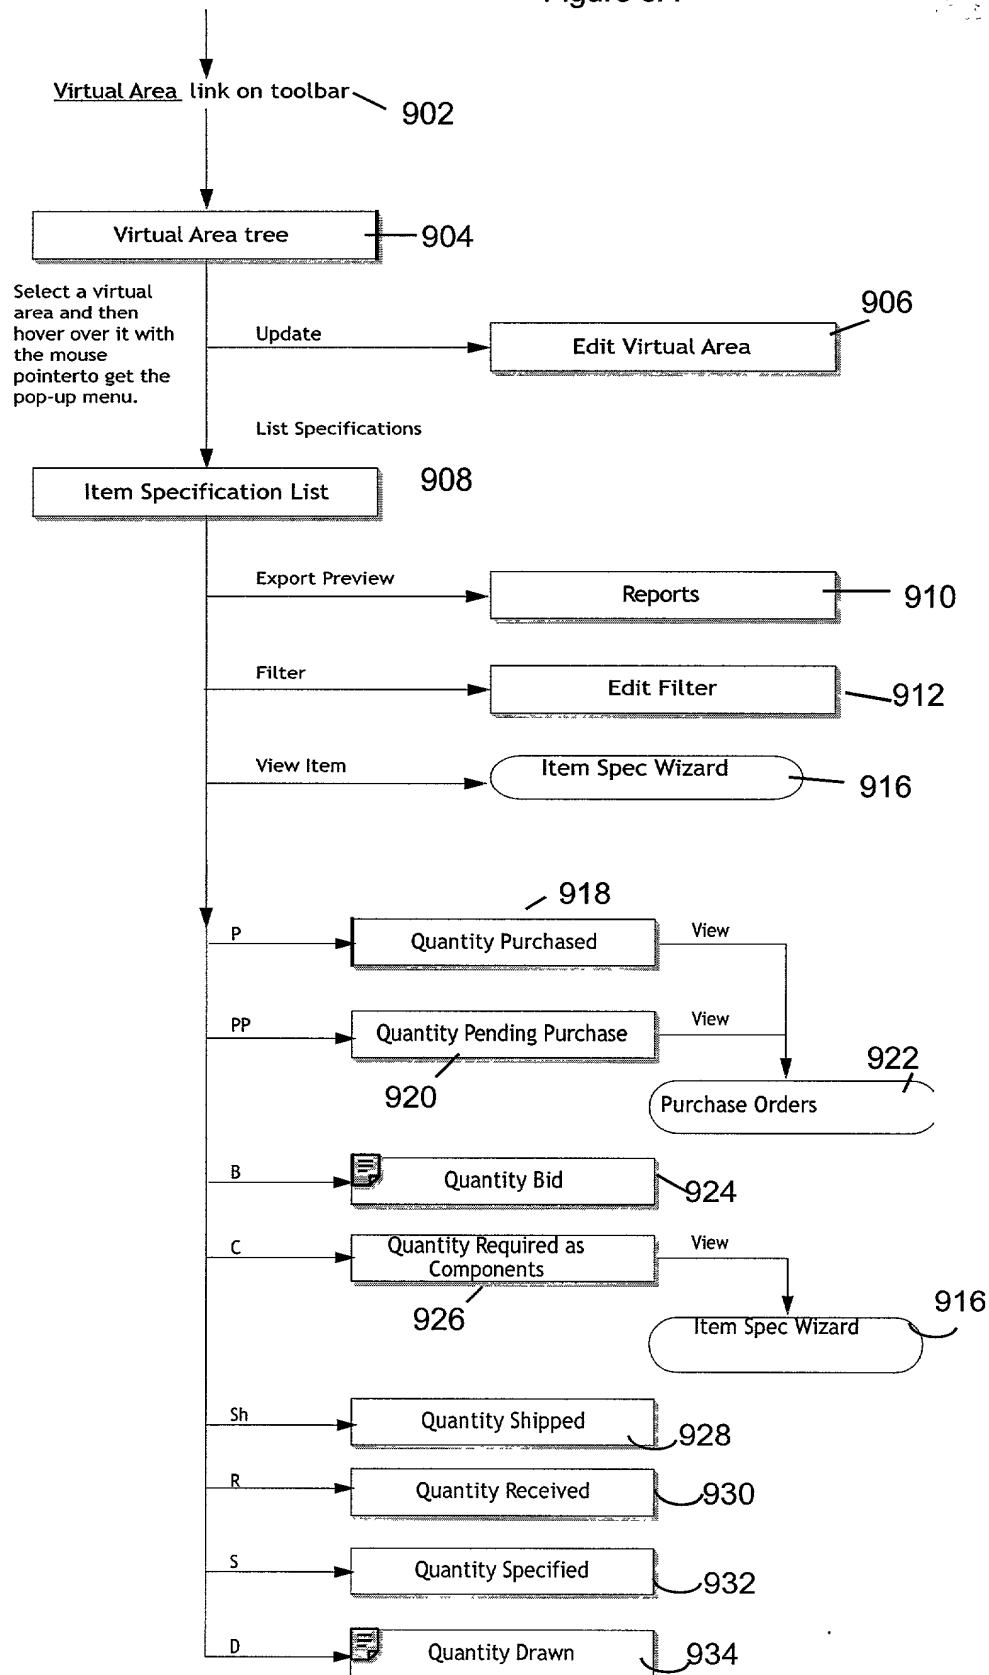 Virtual Area link on toolbar
902
Virtual Area tree
904
Select a virtual
area and then
hover over it with
the mouse
pointerto get the
pop-up menu.
Update
906
Edit Virtual Area
List Specifications
Item Specification List
908
Export Preview
Reports
910
Filter
Edit Filter
912
View Item
Item Spec Wizard
916
918
P
Quantity Purchased
View
PP
Quantity Pending Purchase
View
920
922
Purchase Orders
B
Quantity Bid
924
C
Quantity Required as
Components
View
926
916
Item Spec Wizard
Sh
Quantity Shipped
928
R
Quantity Received
930
S
Quantity Specified
932
D
Quantity Drawn
934